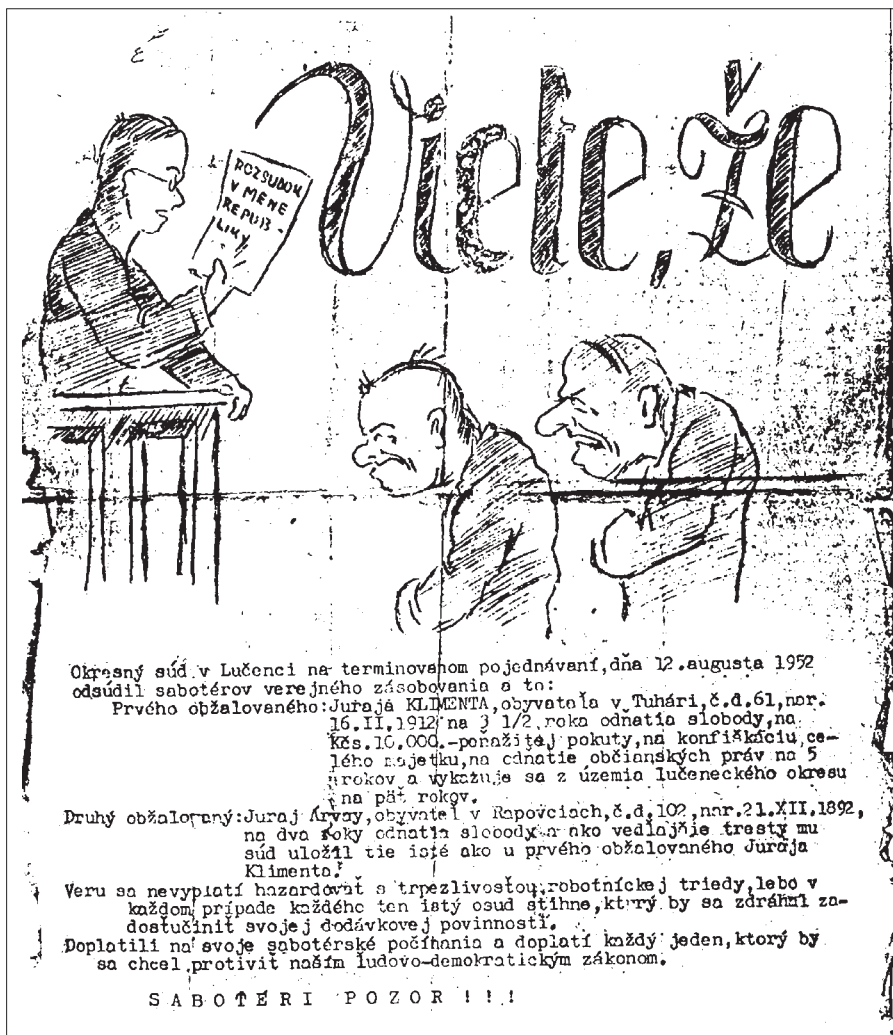 Viete, že
ROZSUDOK
V MENE
REPUB-
LIKY
Okresný súd v Lučenci na terminovanom pojednávaní,dňa 12.augusta 1952
odsúdil sabotérov verejného zásobovania a to:
Prvého obžalovaného:Juraja KLIMENTA,obyvateľa v Tuhári,č.d.61,nar.
16.II.1912 na 3 1/2 roka odňatia slobody,na
Kčs.10.000.-peňažitej pokuty,na konfiškáciu,ce-
lého majetku,na odňatie občianských práv na 5
rokov a vykazuje sa z územia lučeneckého okresu
na päť rokov.
Druhý obžalovaný:Juraj Árvay,obyvateľ v Rapovciach,č.d.102,nar.21.XII.1892,
na dva roky odňatia slobody a ako vedlajšie tresty mu
súd uložil tie isté ako u prvého obžalovaného Juraja
Klimenta.
Veru sa nevyplatí hazardovať s trpezlivosťou robotníckej triedy,lebo v
každom prípade každého ten istý osud stihne,ktorý by sa zdráhal za-
dostučiniť svojej dodávkovej povinnosti.
Doplatili na svoje sabotérské počínania a doplatí každý jeden,ktorý by
sa chcel protiviť naším ľudovo-demokratickým zákonom.
SABOTÉRI POZOR !!!